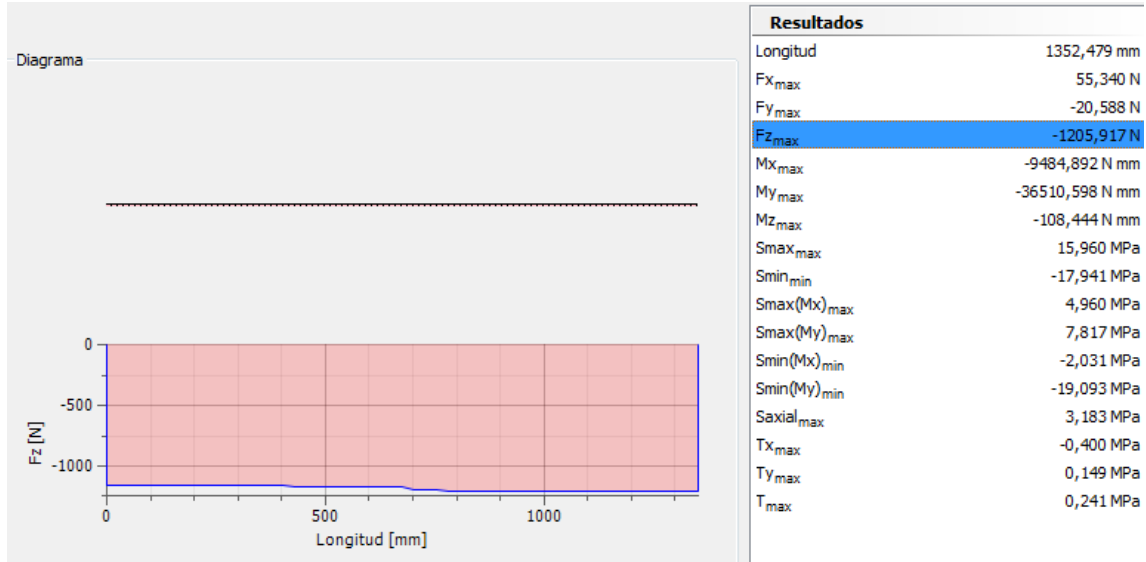 Diagrama
0
-500
-1000
Fz [N]
0 500 1000
Longitud [mm]
Resultados
Longitud 1352,479 mm
Fxmax 55,340 N
Fymax -20,588 N
Fzmax -1205,917 N
Mxmax -9484,892 N mm
Mymax -36510,598 N mm
Mzmax -108,444 N mm
Smaxmax 15,960 MPa
Sminmin -17,941 MPa
Smax(Mx)max 4,960 MPa
Smax(My)max 7,817 MPa
Smin(Mx)min -2,031 MPa
Smin(My)min -19,093 MPa
Saxialmax 3,183 MPa
Txmax -0,400 MPa
Tymax 0,149 MPa
Tmax 0,241 MPa